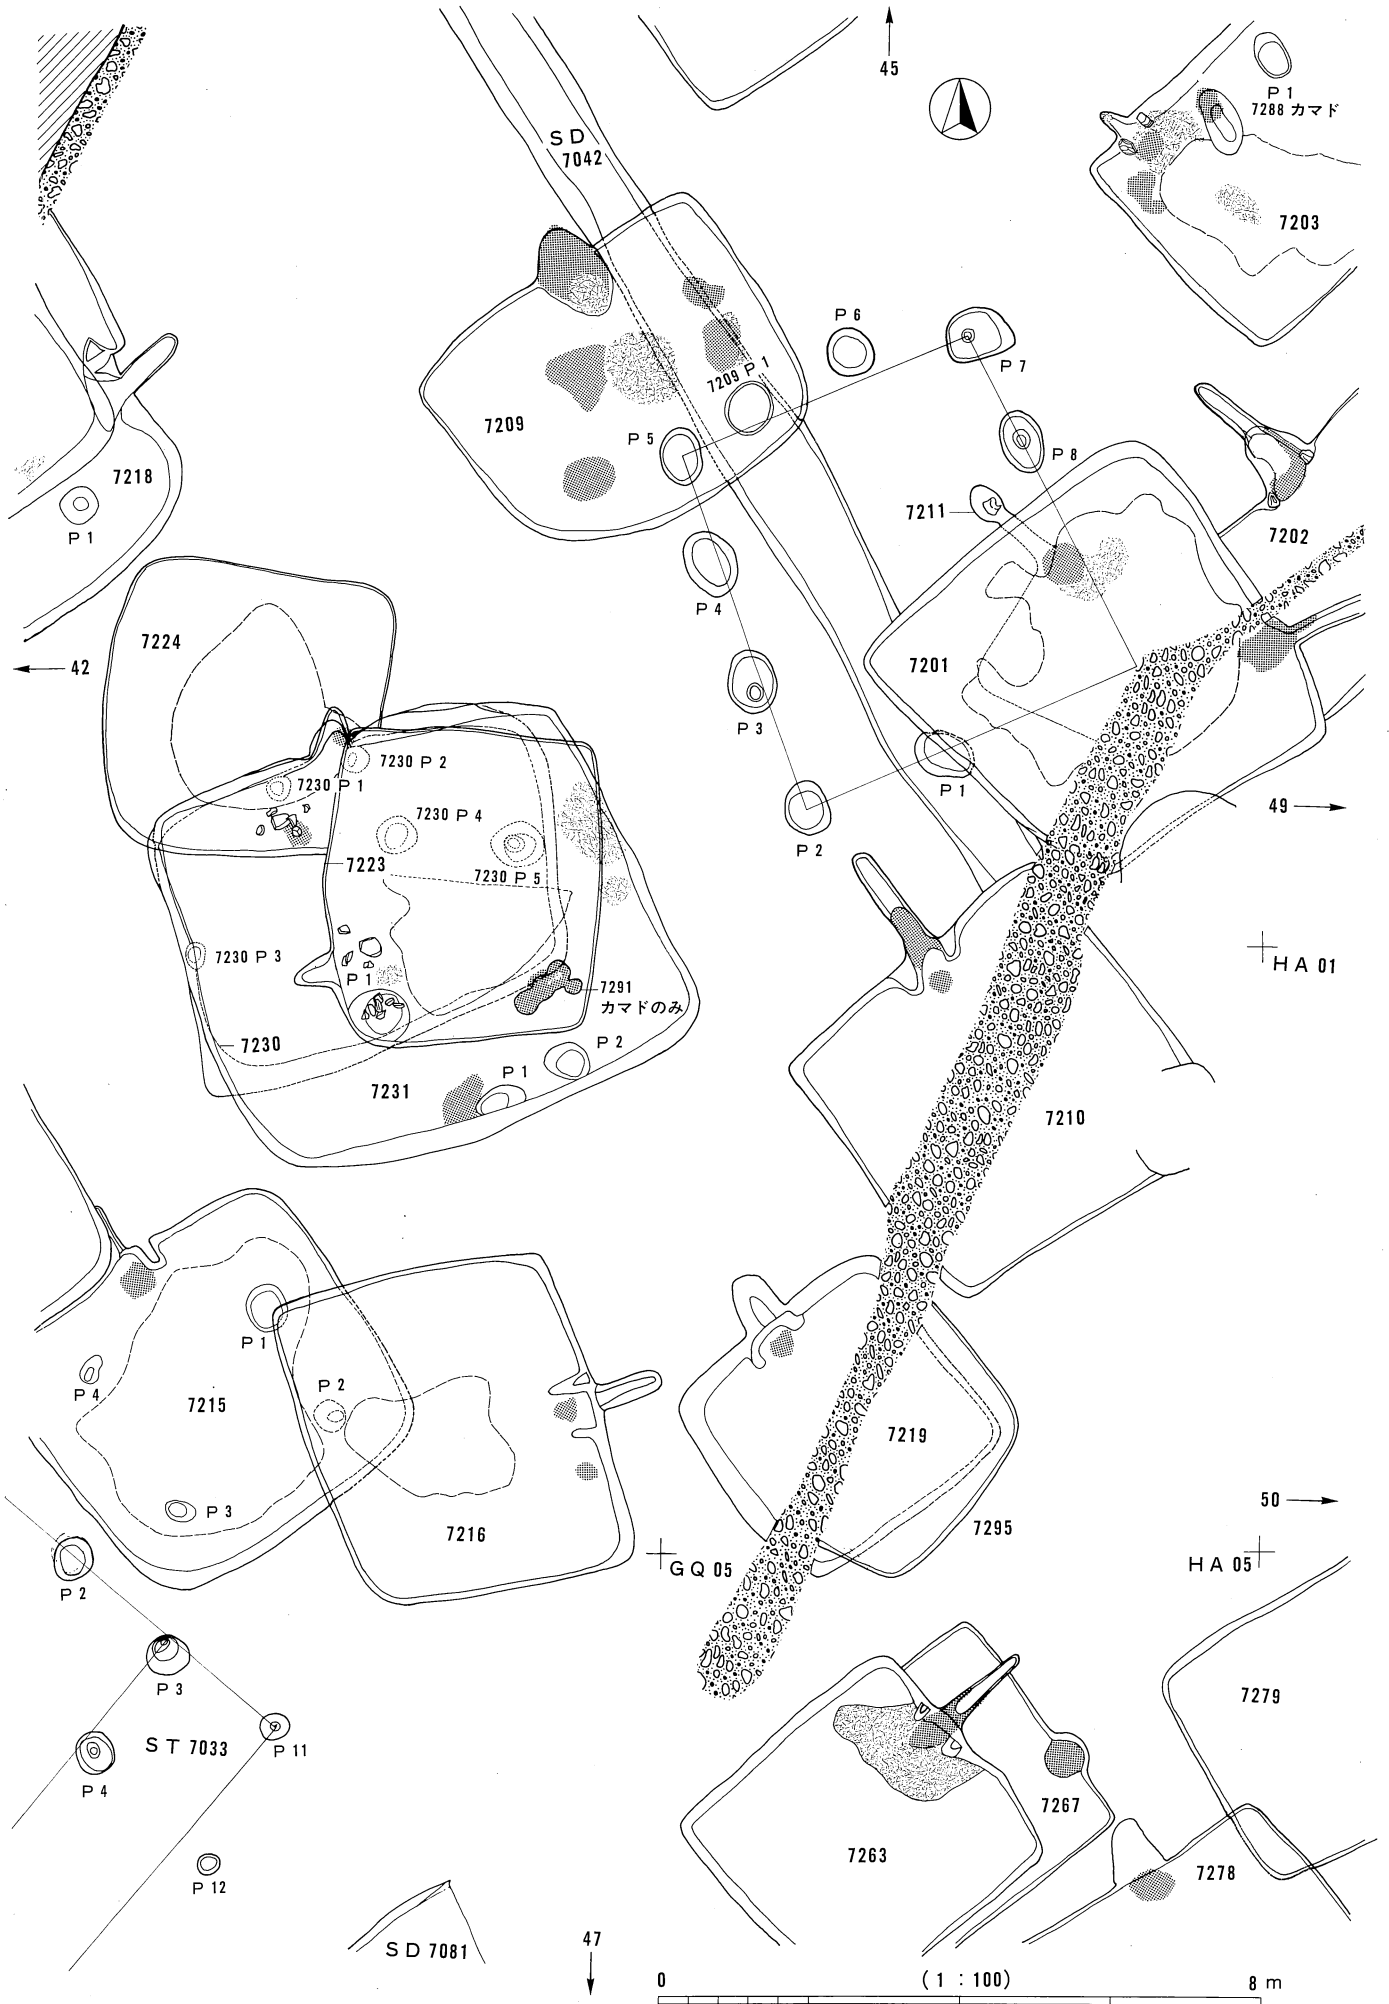 45
P 1
7288 カマド
SD
7042
7203
P 6
P 7
7209 P 1
7209
P 5
P 8
7218
P 1
7211
7202
P 4
7224
42
7201
P 3
7230 P 2
7230 P 1
P 1
49
7230 P 4
P 2
7223
7230 P 5
7230 P 3
HA 01
P 1
7291
カマドのみ
7230
P 2
P 1
7231
7210
P 1
P 4
P 2
7215
7219
50
P 3
7216
7295
GQ 05
HA 05
P 2
P 3
7279
ST 7033
P 11
P 4
7267
7263
7278
P 12
47
SD 7081
0
(1 : 100)
8 m